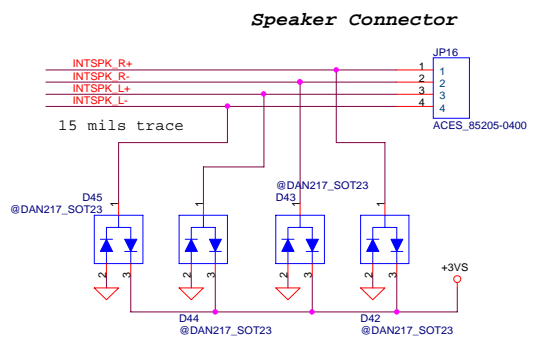 Speaker Connector
JP16
INTSPK_R+
INTSPK_R-
INTSPK_L+
INTSPK_L-
1 1
2 2
3 3
4 4
15 mils trace
ACES_85205-0400
@DAN217_SOT23
D45
D43
@DAN217_SOT23
1
1
1
1
2 3
2 3
2 3
2 3
+3VS
D44
@DAN217_SOT23
D42
@DAN217_SOT23